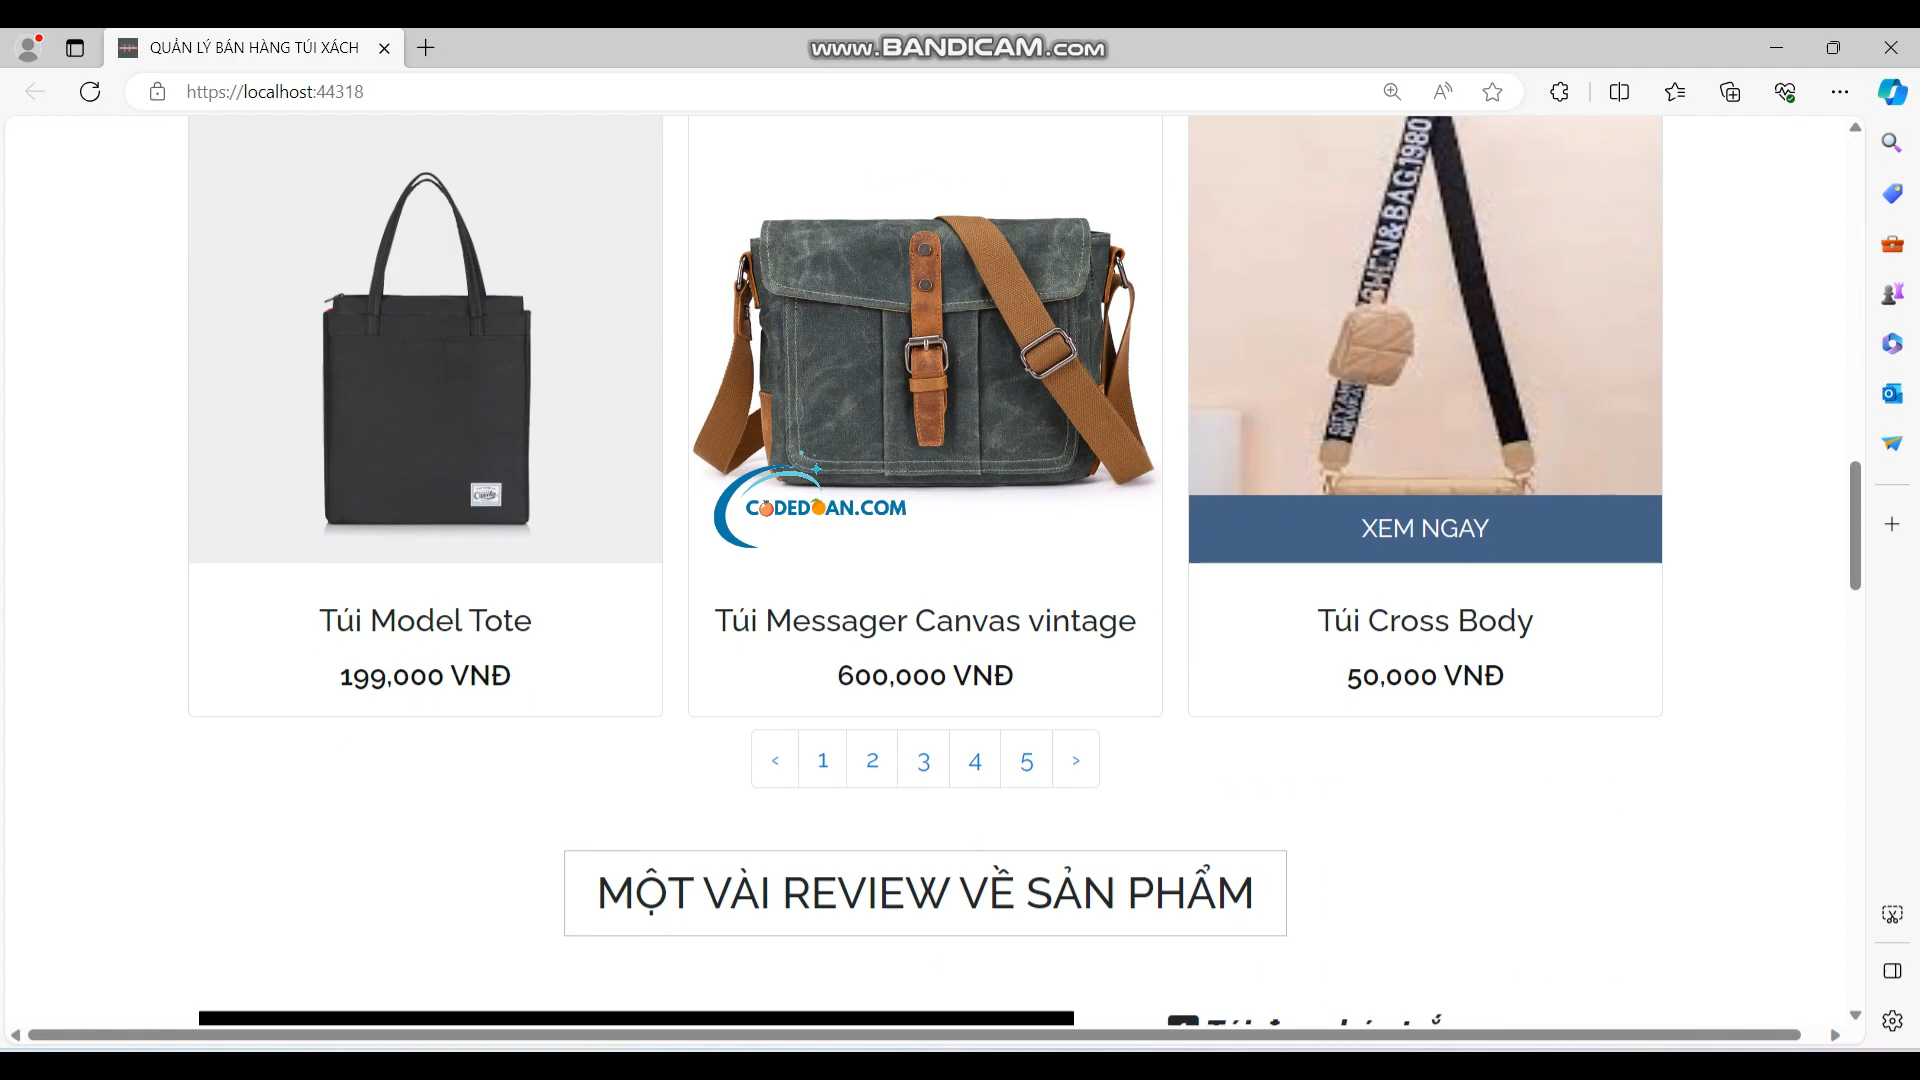 QUẢN LÝ BÁN HÀNG TÚI XÁCH
www.BANDICAM.com
https://localhost:44318
CODEDOAN.COM
XEM NGAY
Túi Model Tote
Túi Messager Canvas vintage
Túi Cross Body
199,000 VNĐ
600,000 VNĐ
50,000 VNĐ
< 1 2 3 4 5 >
MỘT VÀI REVIEW VỀ SẢN PHẨM